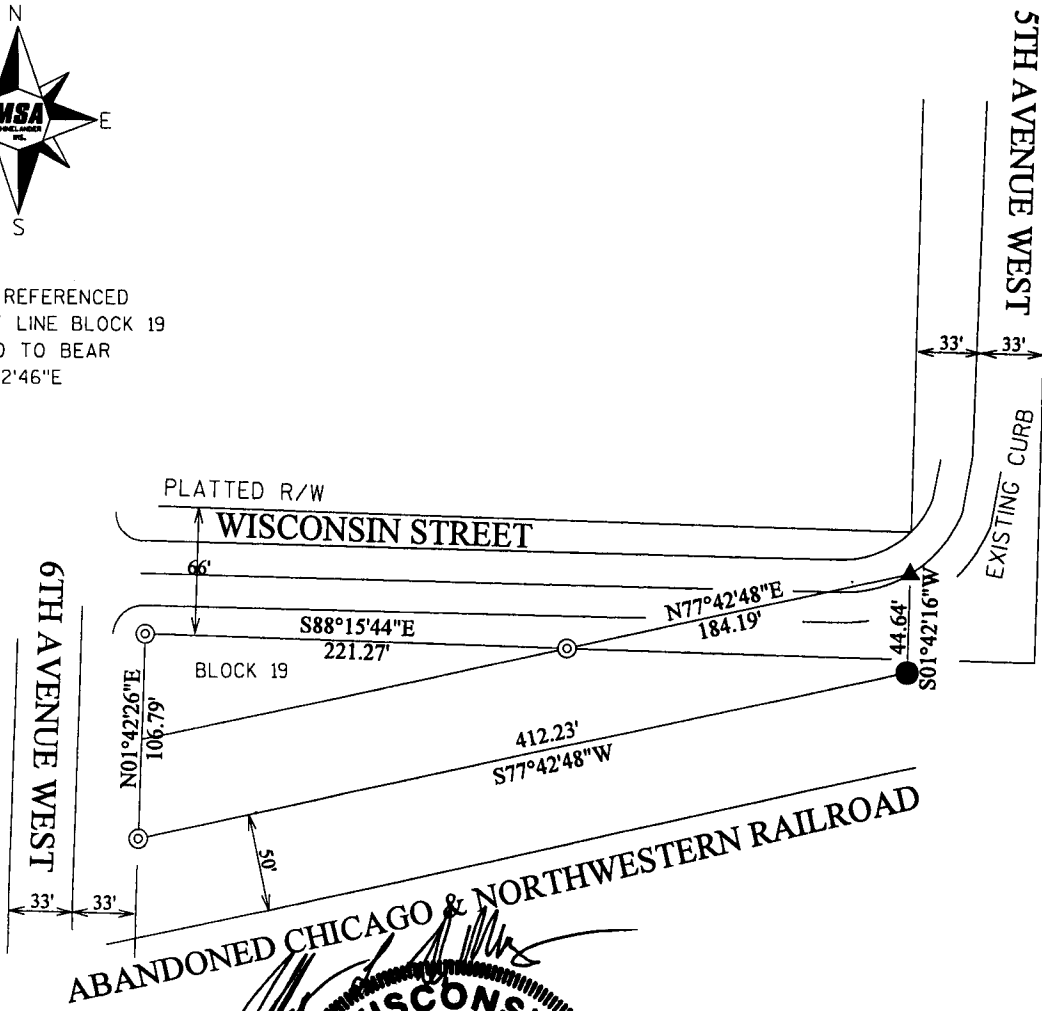 N
MSA
RHINELANDER
INC.
E
S
REFERENCED
LINE BLOCK 19
TO BEAR
2'46"E
5TH AVENUE WEST
33'
33'
EXISTING CURB
PLATTED R/W
WISCONSIN STREET
66'
6TH AVENUE WEST
S88°15'44"E
221.27'
N77°42'48"E
184.19'
44.64'
S01°42'16"W
BLOCK 19
N01°42'26"E
106.79'
412.23'
S77°42'48"W
50'
33'
33'
ABANDONED CHICAGO & NORTHWESTERN RAILROAD